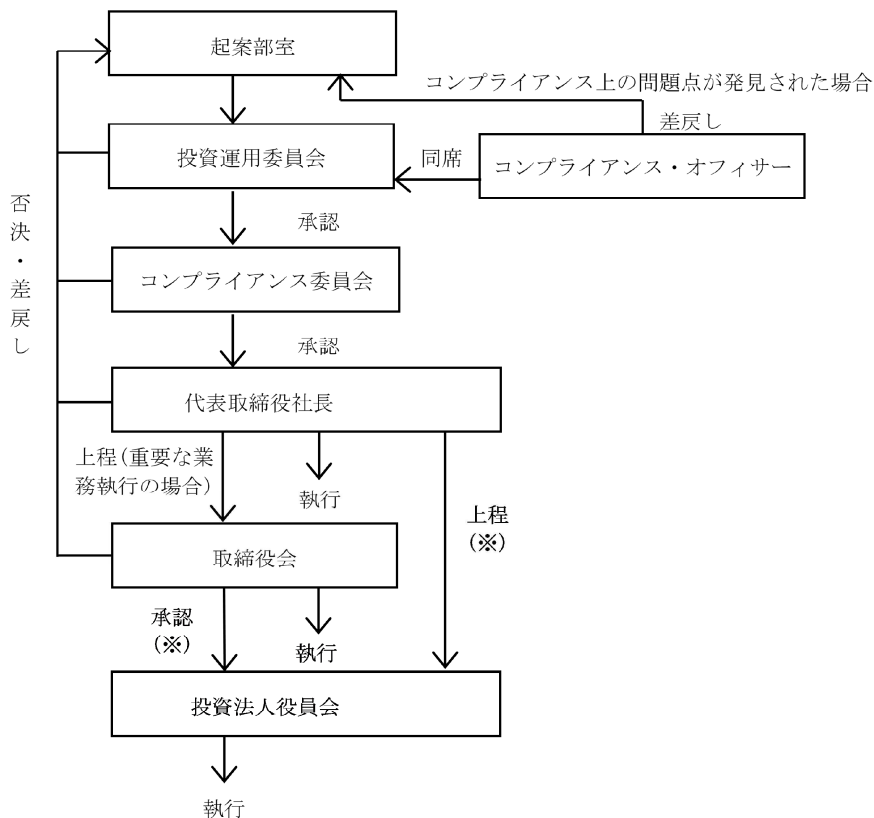 起案部室
コンプライアンス上の問題点が発見された場合
差戻し
投資運用委員会
同席
コンプライアンス・オフィサー
否決・差戻し
承認
コンプライアンス委員会
承認
代表取締役社長
上程(重要な業
務執行の場合)
執行
上程
(※)
取締役会
承認
(※)
執行
投資法人役員会
執行